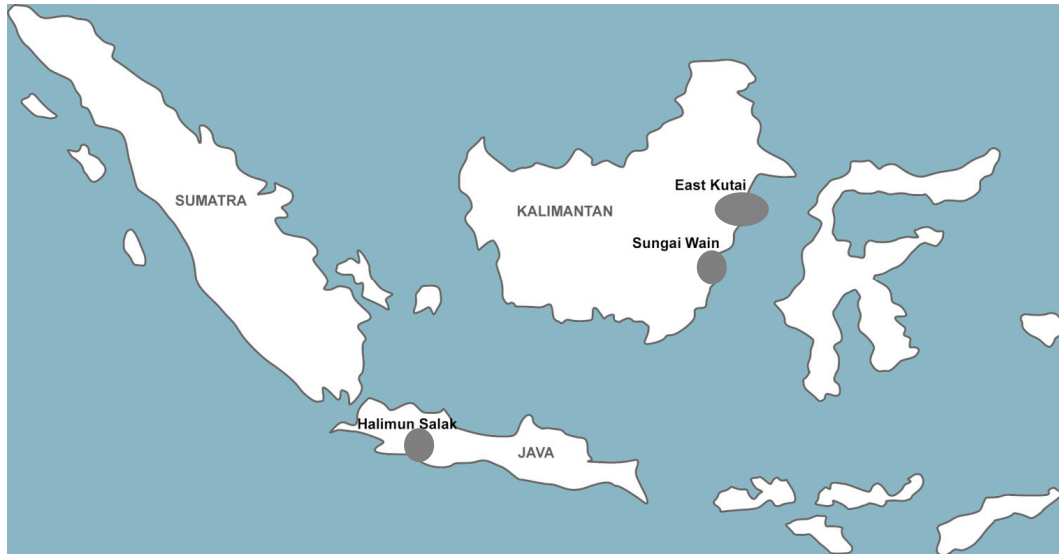 East Kutai
SUMATRA
KALIMANTAN
Sungai Wain
Halimun Salak
JAVA